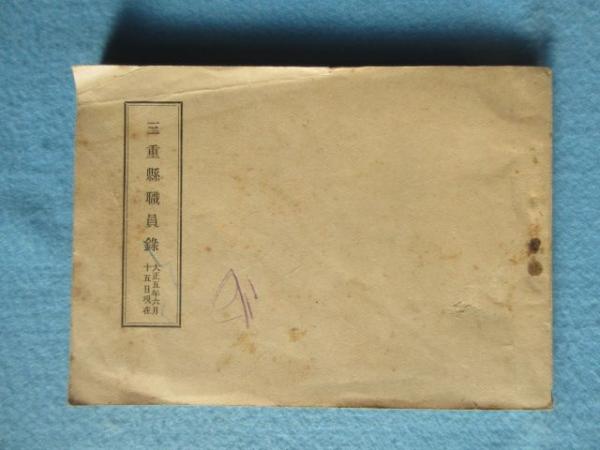 三重縣職員錄
大正五年六月
十五日現在